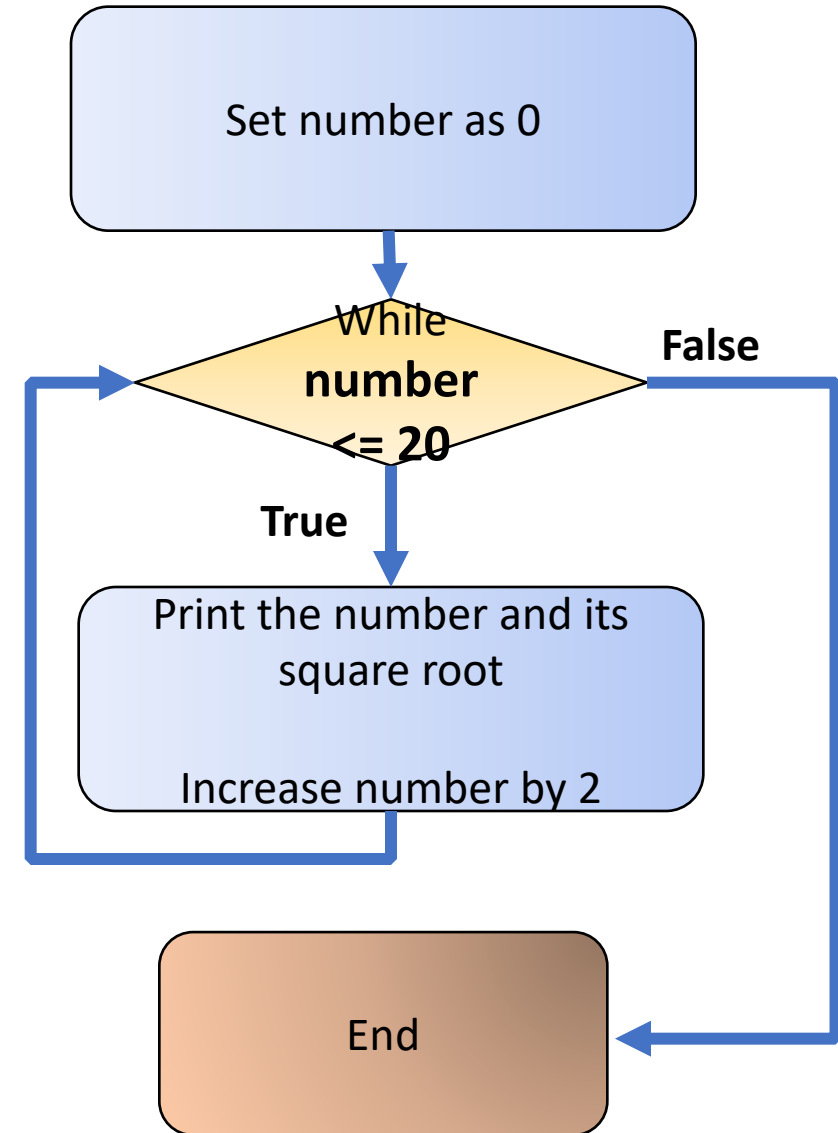 Set number as 0
While
number
<= 20
False
True
Print the number and its
square root
Increase number by 2
End